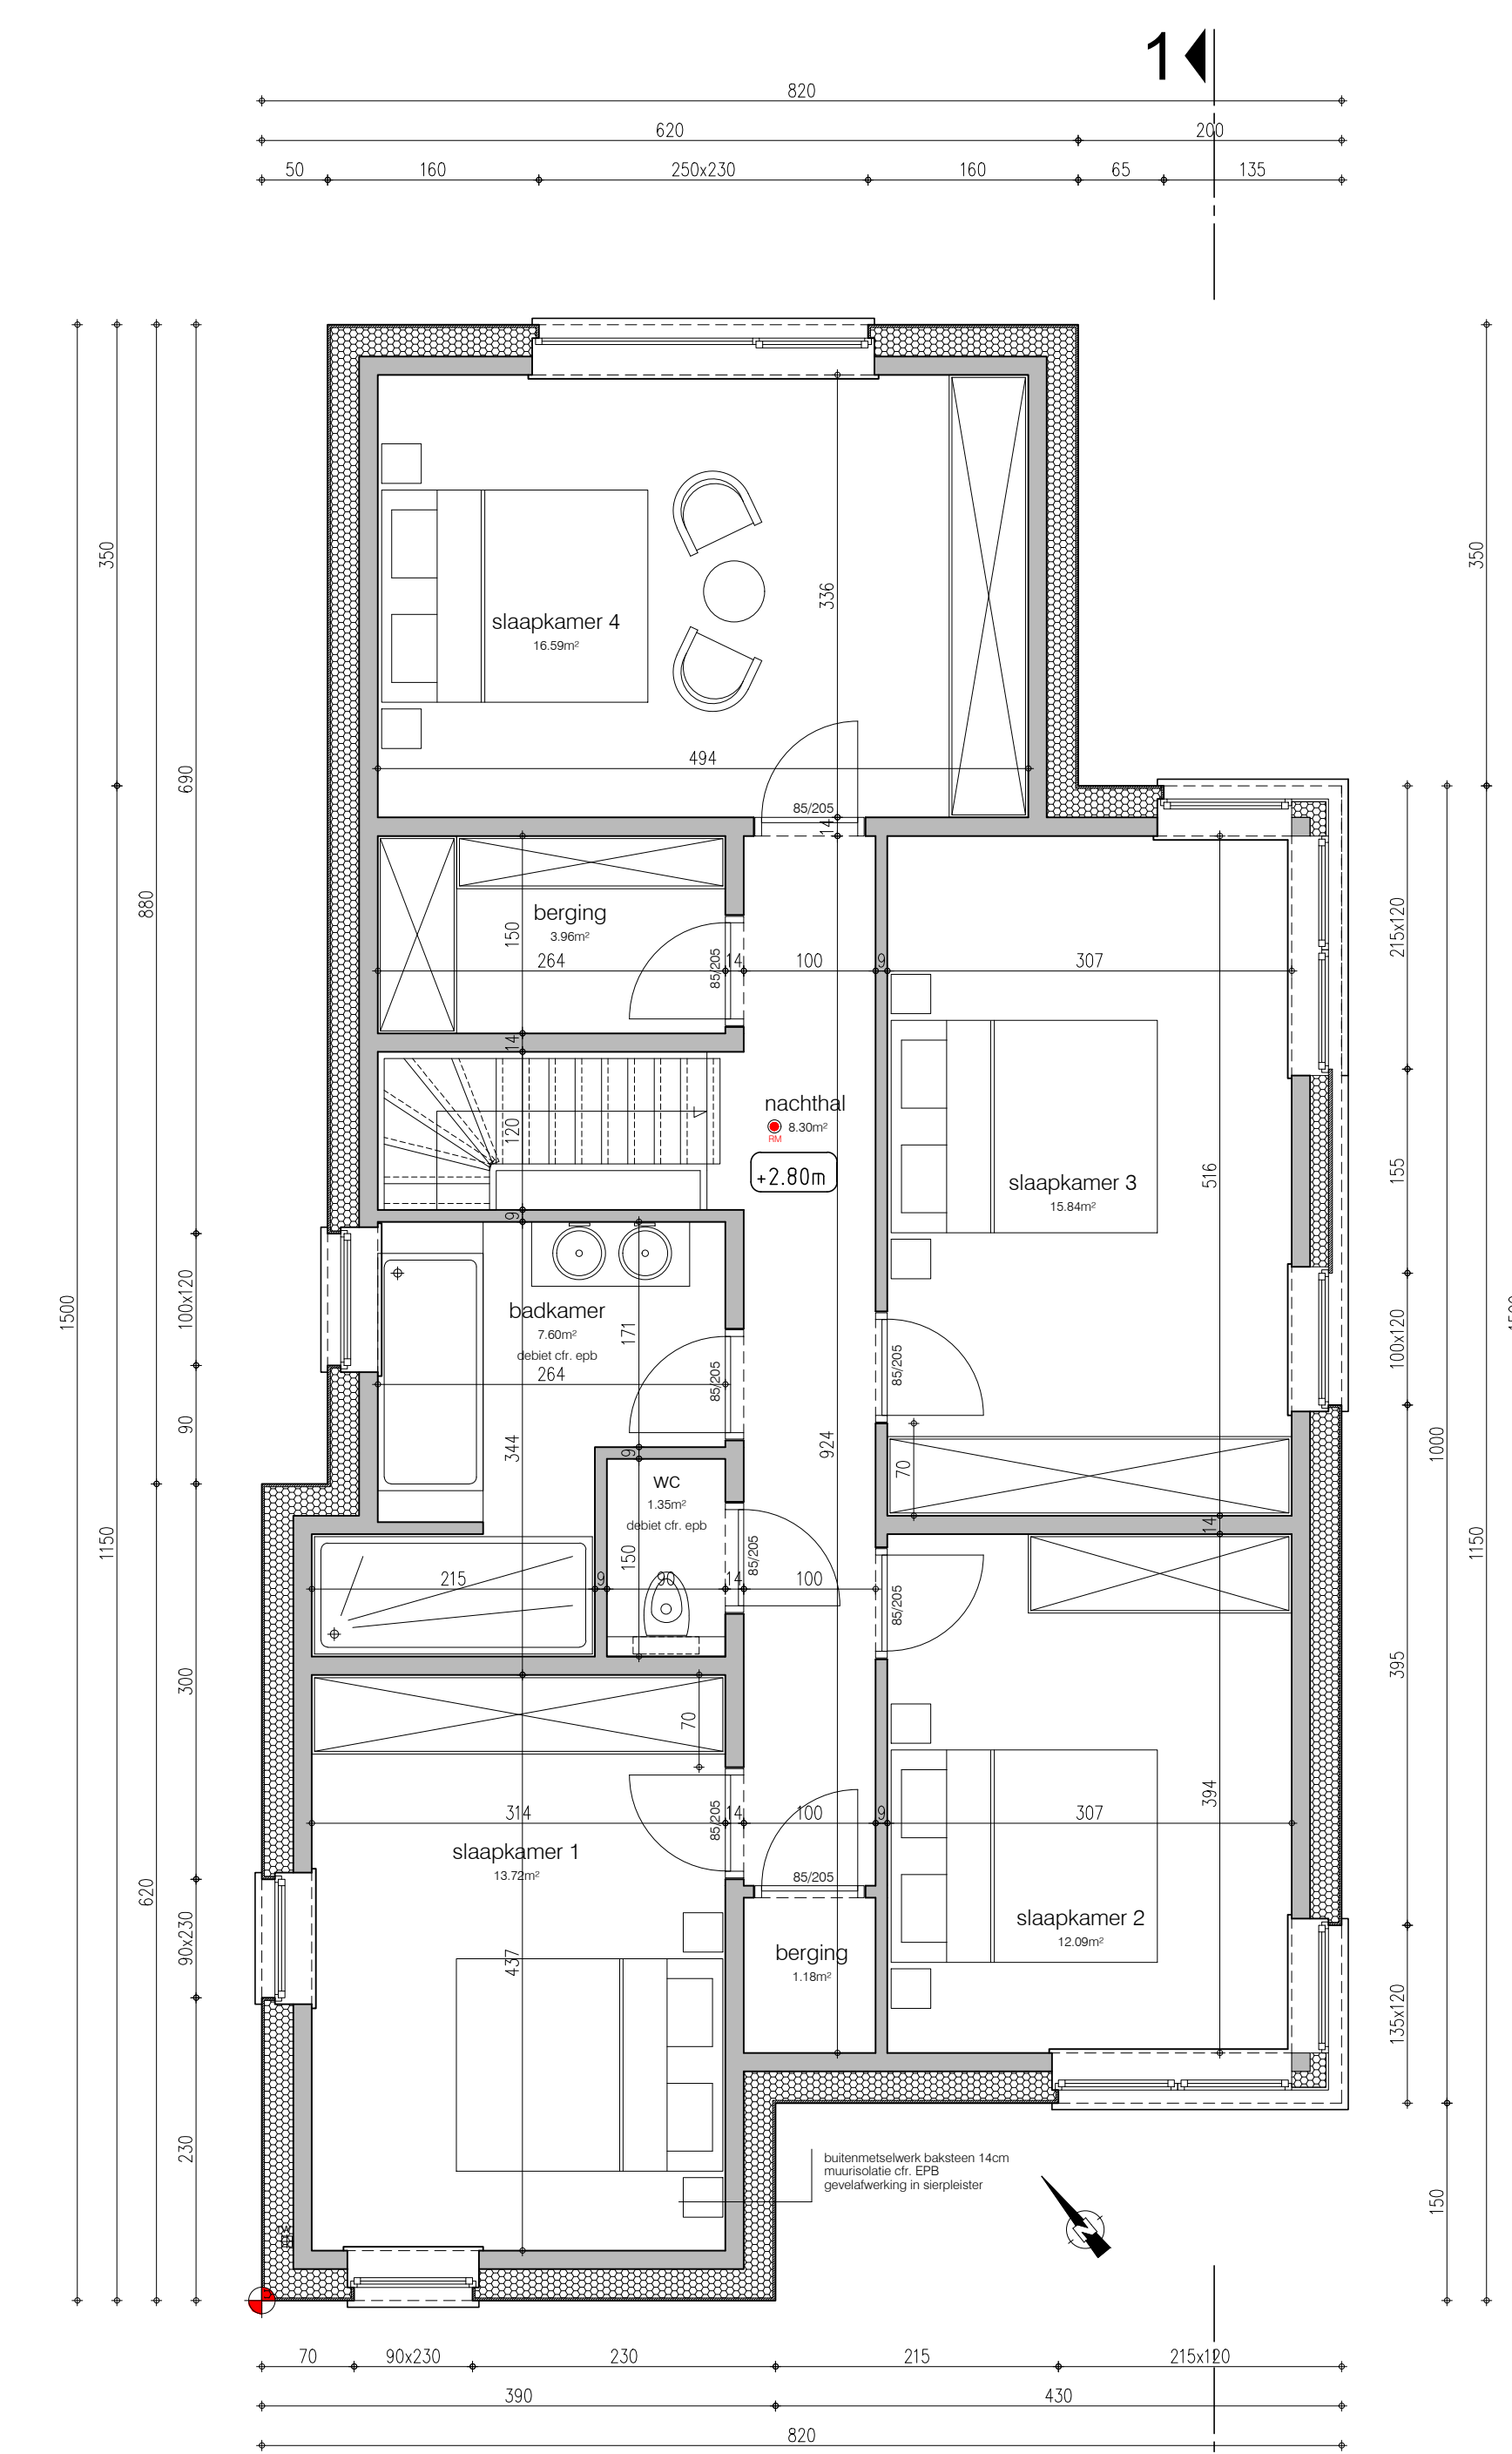 1
820
620
200
50
160
250x230
160
65
135
350
350
336
slaapkamer 4
16.59m²
690
494
85/205
14
880
berging
3.96m²
150
264
85/205
14
100
9
307
215x120
14
nachthal
8.30m²
RM
+2.80m
120
slaapkamer 3
15.84m²
516
155
9
1500
100x120
badkamer
7.60m²
debiet cfr. epb
171
264
85/205
85/205
100x120
90
344
924
1000
9
WC
1.35m²
debiet cfr. epb
70
1150
1150
14
150
85/205
215
9
90
14
100
85/205
300
395
70
314
14
100
9
307
394
85/205
slaapkamer 1
13.72m²
85/205
620
slaapkamer 2
12.09m²
90x230
437
berging
1.18m²
135x120
230
buitenmetselwerk baksteen 14cm
muurisolatie cfr. EPB
gevelafwerking in sierpleister
150
N
70
90x230
230
215
215x120
390
430
820